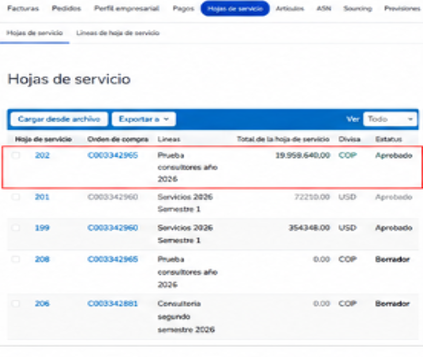 Facturas Pedidos Perfil empresarial Pagos Hojas de servicio Artículos ASN Sourcing Previsiones
Hojas de servicio Líneas de hoja de servicio
Hojas de servicio
Cargar desde archivo Exportar a Ver Todo
Hoja de servicio Orden de compra Líneas Total de la hoja de servicio Divisa Estatus
202 C003342965 Prueba 19.959.640,00 COP Aprobado
consultores año
2026
201 C003342960 Servicios 2026 72210.00 USD Aprobado
Semestre 1
199 C003342960 Servicios 2026 354348.00 USD Aprobado
Semestre 1
208 C003342965 Prueba 0.00 COP Borrador
consultores año
2026
206 C003342881 Consultoria 0.00 COP Borrador
segundo
semestre 2026